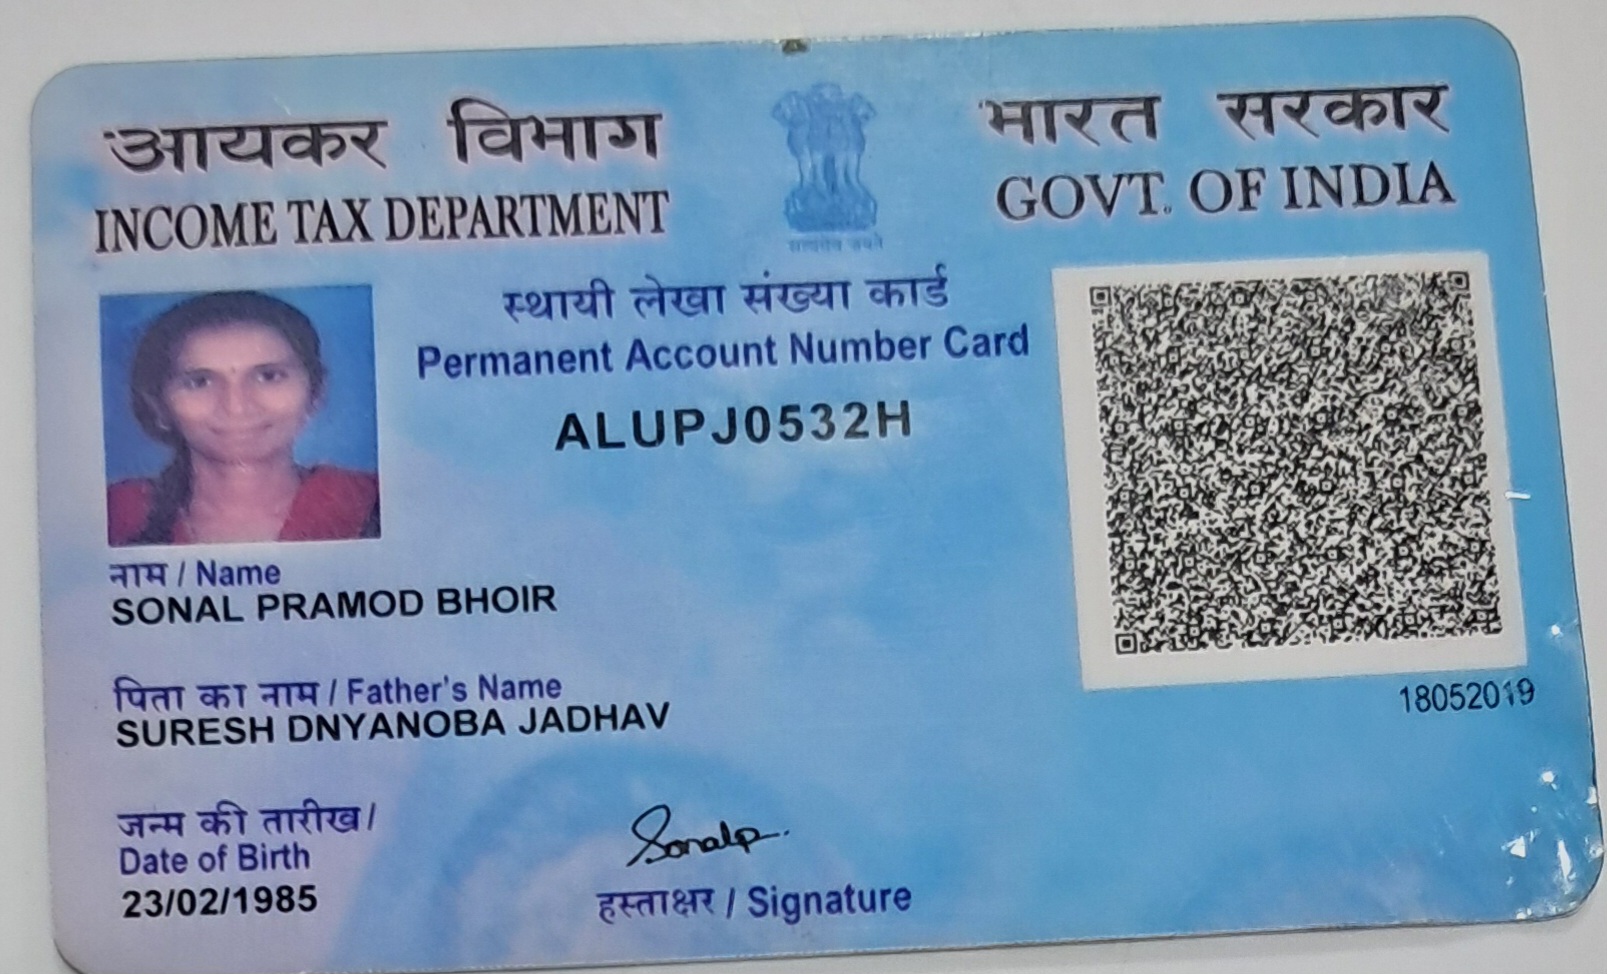 आयकर विभाग
INCOME TAX DEPARTMENT
भारत सरकार
GOVT. OF INDIA
सत्यमेव जयते
स्थायी लेखा संख्या कार्ड
Permanent Account Number Card
ALUPJ0532H
नाम / Name
SONAL PRAMOD BHOIR
पिता का नाम / Father's Name
SURESH DNYANOBA JADHAV
18052019
जन्म की तारीख /
Date of Birth
23/02/1985
Sonalp
हस्ताक्षर / Signature